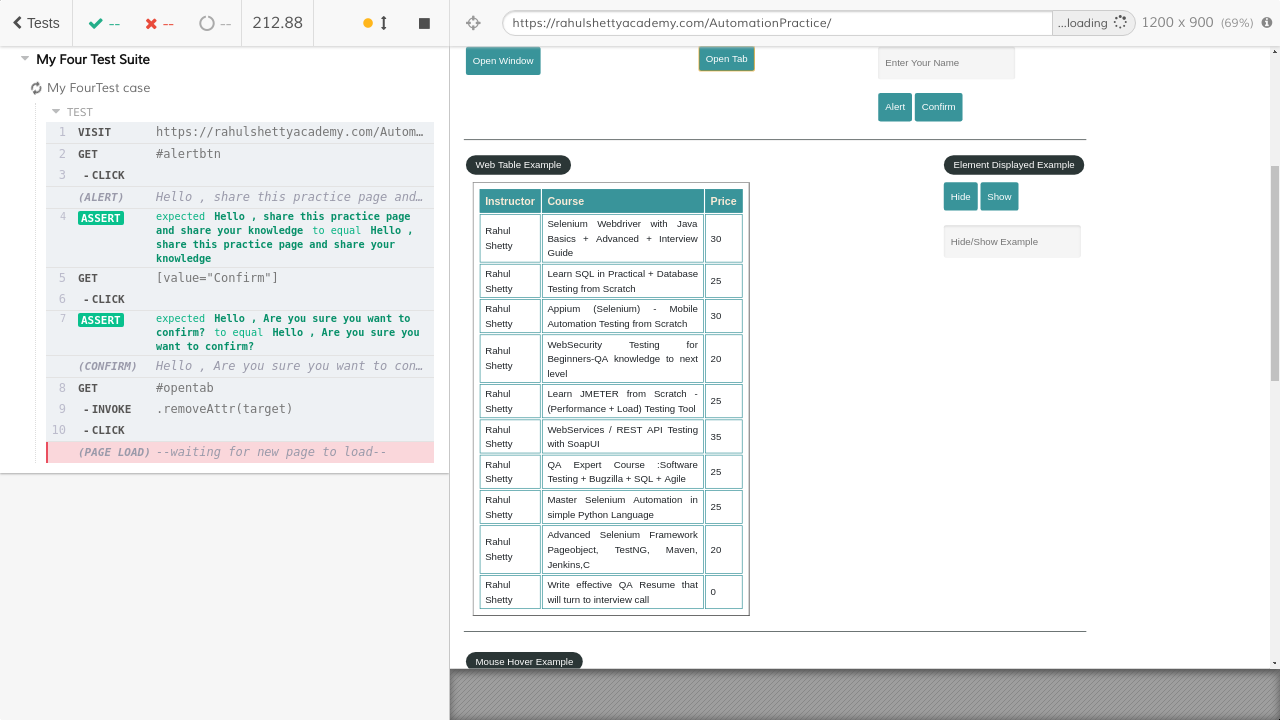 Tests
--
--
--
212.88
My Four Test Suite
My FourTest case
TEST
1 VISIT https://rahulshettyacademy.com/Autom…
2 GET #alertbtn
3 - CLICK
(ALERT) Hello , share this practice page and…
4 ASSERT expected Hello , share this practice page
and share your knowledge to equal Hello ,
share this practice page and share your
knowledge
5 GET [value="Confirm"]
6 - CLICK
7 ASSERT expected Hello , Are you sure you want to
confirm? to equal Hello , Are you sure you
want to confirm?
(CONFIRM) Hello , Are you sure you want to con…
8 GET #opentab
9 - INVOKE .removeAttr(target)
10 - CLICK
(PAGE LOAD) --waiting for new page to load--
https://rahulshettyacademy.com/AutomationPractice/
...loading
1200 x 900 (69%)
Open Window
Open Tab
Enter Your Name
Alert
Confirm
Web Table Example
Element Displayed Example
Hide
Show
Hide/Show Example
Instructor Course Price
Rahul
Shetty
Selenium Webdriver with Java
Basics + Advanced + Interview
Guide
30
Rahul
Shetty
Learn SQL in Practical + Database
Testing from Scratch
25
Rahul
Shetty
Appium (Selenium) - Mobile
Automation Testing from Scratch
30
Rahul
Shetty
WebSecurity Testing for
Beginners-QA knowledge to next
level
20
Rahul
Shetty
Learn JMETER from Scratch -
(Performance + Load) Testing Tool
25
Rahul
Shetty
WebServices / REST API Testing
with SoapUI
35
Rahul
Shetty
QA Expert Course :Software
Testing + Bugzilla + SQL + Agile
25
Rahul
Shetty
Master Selenium Automation in
simple Python Language
25
Rahul
Shetty
Advanced Selenium Framework
Pageobject, TestNG, Maven,
Jenkins,C
20
Rahul
Shetty
Write effective QA Resume that
will turn to interview call
0
Mouse Hover Example